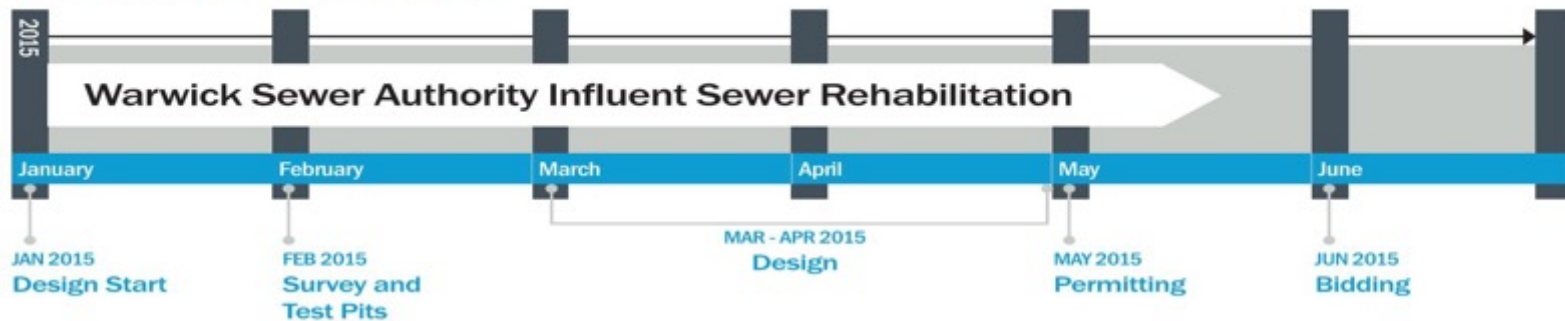 2015
Warwick Sewer Authority Influent Sewer Rehabilitation
January
February
March
April
May
June
JAN 2015
Design Start
FEB 2015
Survey and
Test Pits
MAR - APR 2015
Design
MAY 2015
Permitting
JUN 2015
Bidding